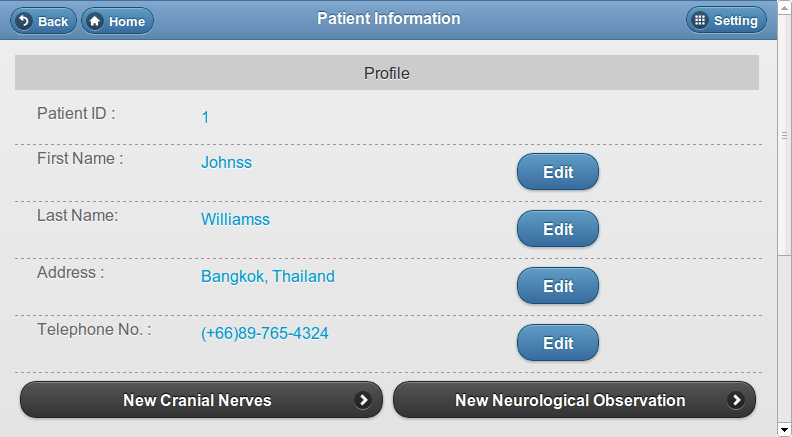 Back Home Patient Information Setting
Profile
Patient ID : 1
First Name : Johnss Edit
Last Name: Williamss Edit
Address : Bangkok, Thailand Edit
Telephone No. : (+66)89-765-4324 Edit
New Cranial Nerves New Neurological Observation